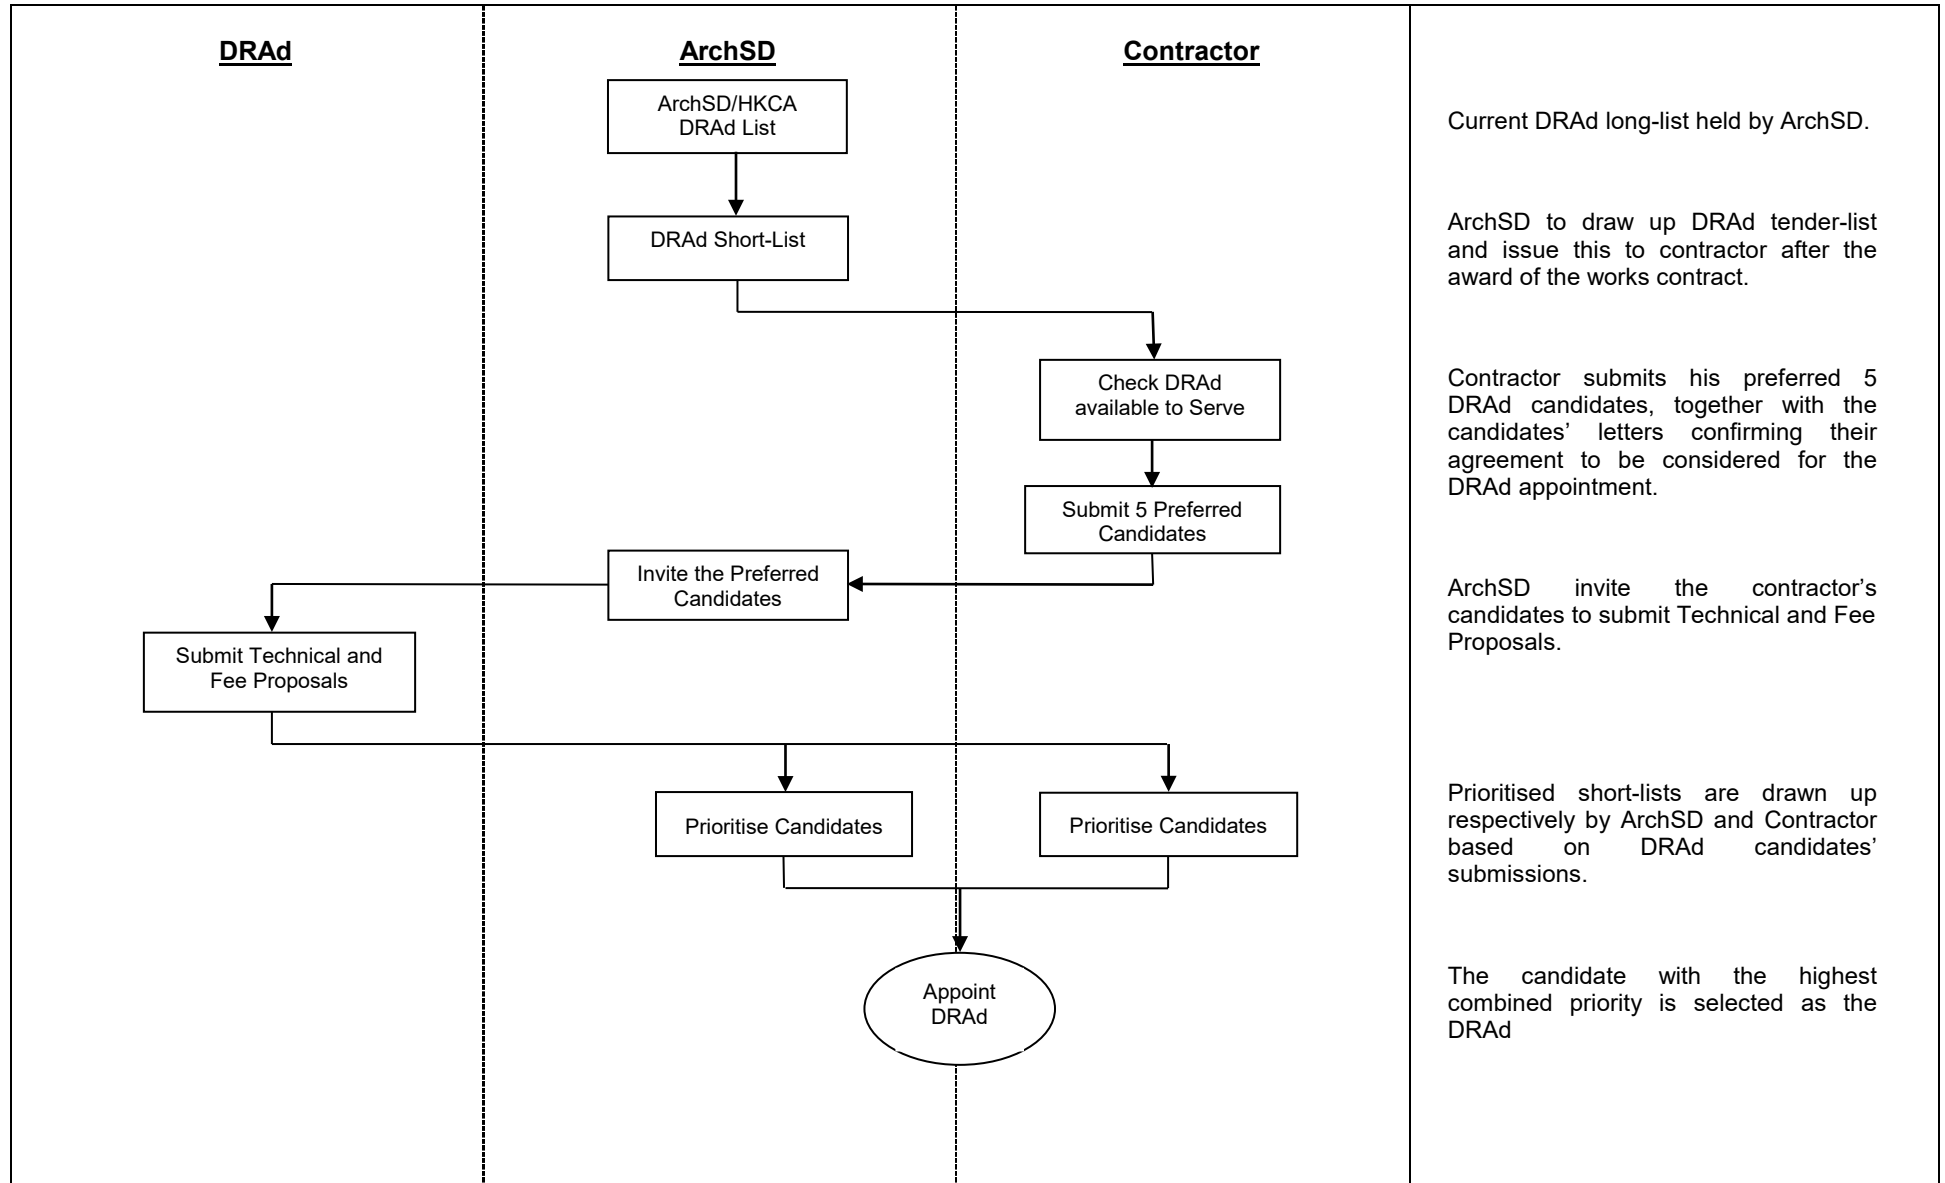 DRAd
ArchSD
Contractor
ArchSD/HKCA
DRAd List
Current DRAd long-list held by ArchSD.
DRAd Short-List
ArchSD to draw up DRAd tender-list
and issue this to contractor after the
award of the works contract.
Check DRAd
available to Serve
Contractor submits his preferred 5
DRAd candidates, together with the
candidates’ letters confirming their
agreement to be considered for the
DRAd appointment.
Submit 5 Preferred
Candidates
Invite the Preferred
Candidates
ArchSD invite the contractor’s
candidates to submit Technical and Fee
Proposals.
Submit Technical and
Fee Proposals
Prioritise Candidates
Prioritise Candidates
Prioritised short-lists are drawn up
respectively by ArchSD and Contractor
based on DRAd candidates’
submissions.
Appoint
DRAd
The candidate with the highest
combined priority is selected as the
DRAd